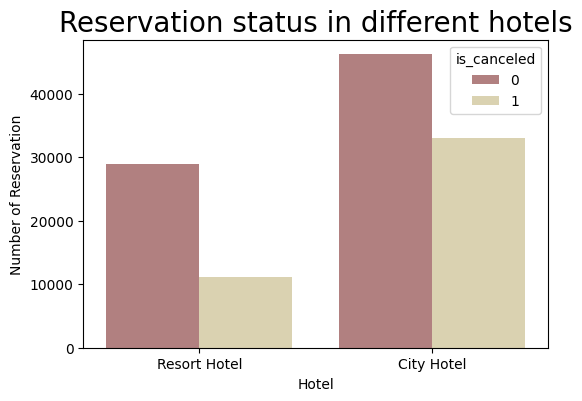 Reservation status in different hotels
is_canceled
0
1
Number of Reservation
40000
30000
20000
10000
0
Resort Hotel
City Hotel
Hotel